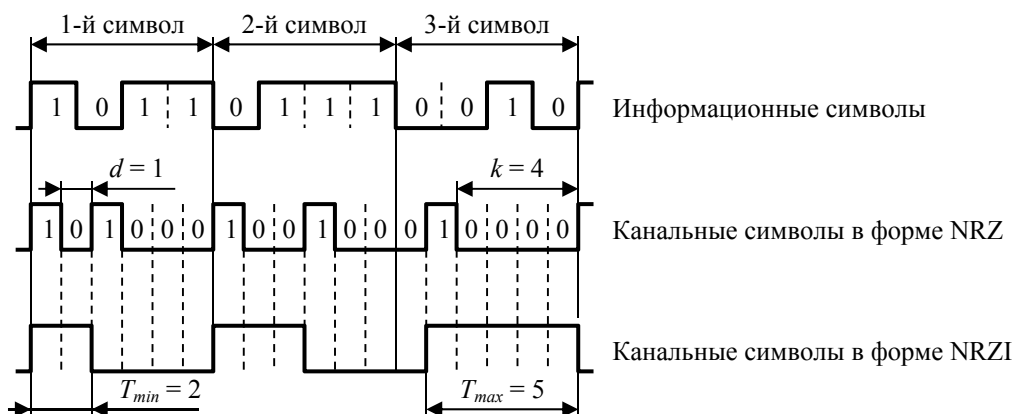 1-й символ 2-й символ 3-й символ
1 0 1 1 0 1 1 1 0 0 1 0 Информационные символы
d = 1 k = 4
1 0 1 0 0 0 1 0 0 1 0 0 0 1 0 0 0 0 Канальные символы в форме NRZ
Канальные символы в форме NRZI
Tmin = 2 Tmax = 5